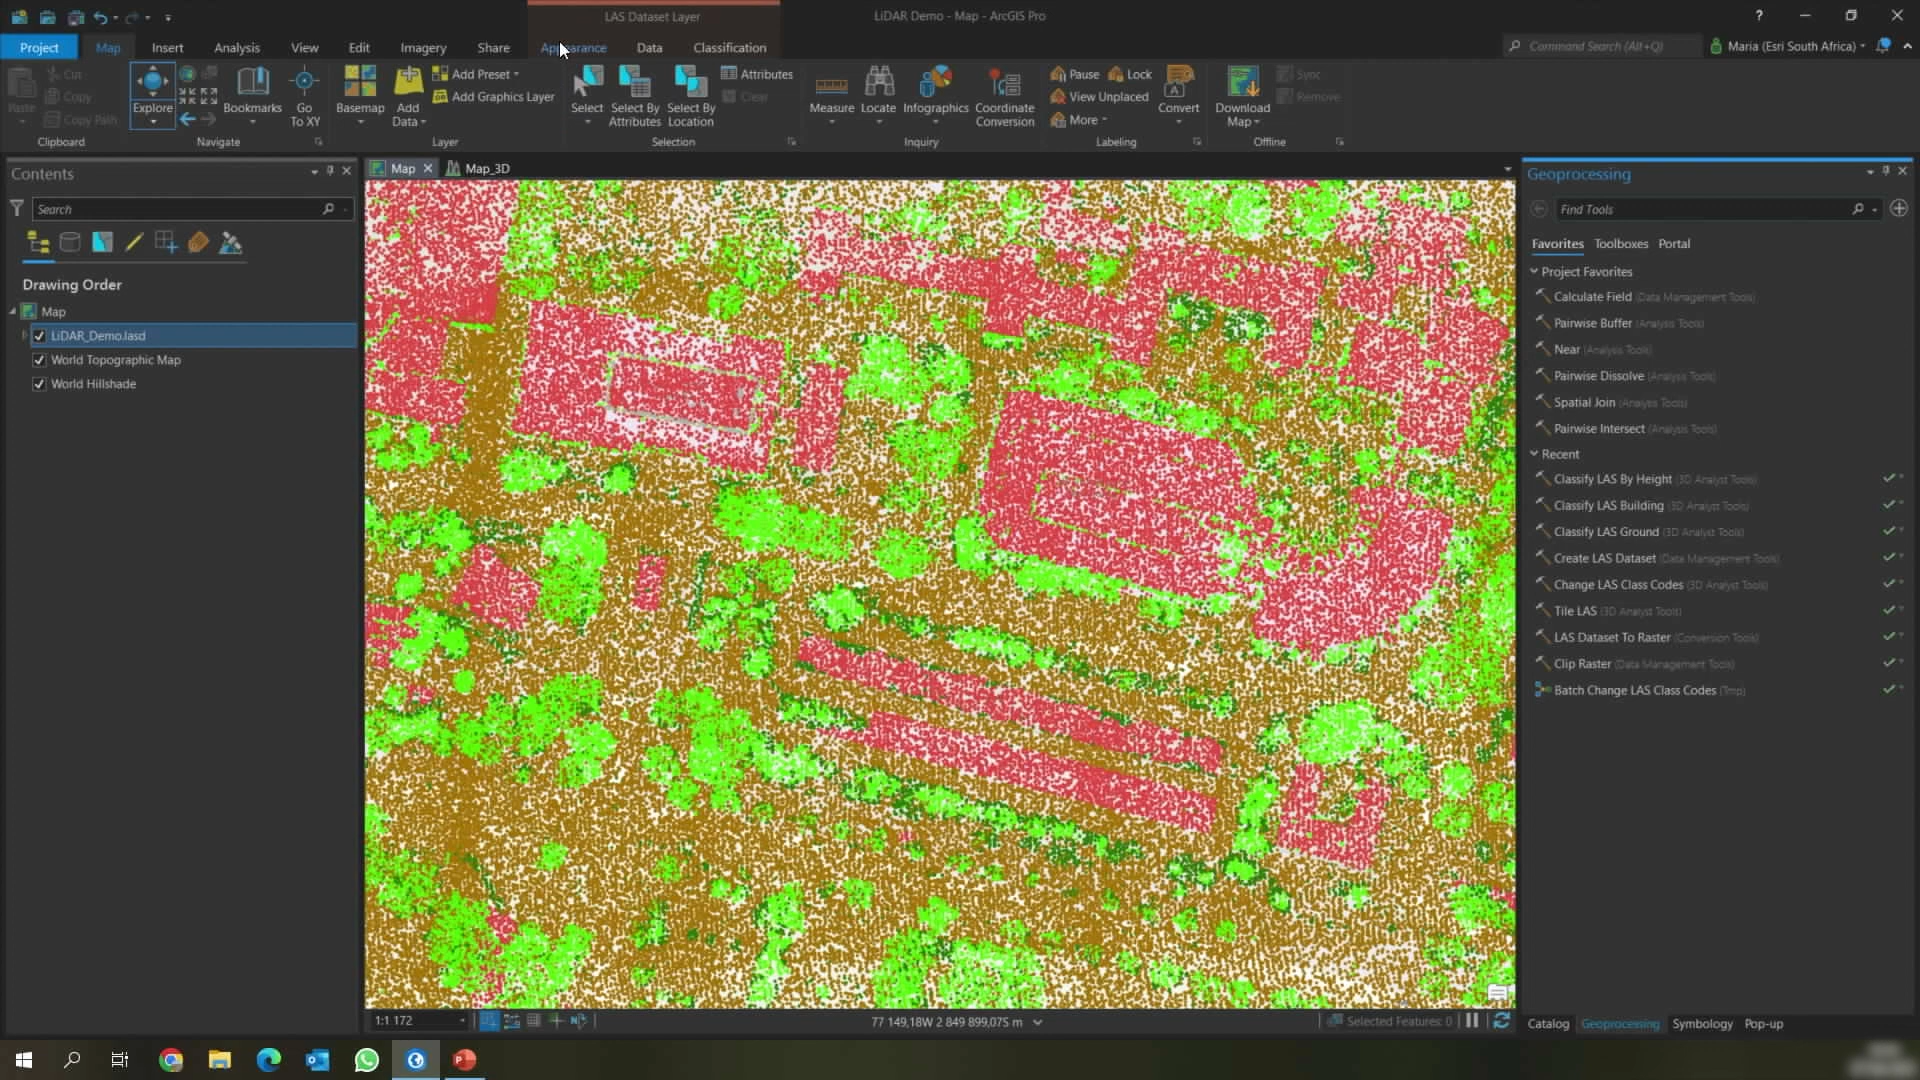 LAS Dataset Layer
LiDAR Demo - Map - ArcGIS Pro
?
Project Map Insert Analysis View Edit Imagery Share Appearance Data Classification
Command Search (Alt+Q)
Maria (Esri South Africa)
Paste
Cut
Copy
Copy Path
Clipboard
Explore
Bookmarks
Go To XY
Navigate
Basemap
Add Data
Add Preset
Add Graphics Layer
Layer
Select
Select By Attributes
Select By Location
Attributes
Clear
Selection
Measure
Locate
Infographics
Coordinate Conversion
Inquiry
Pause
Lock
View Unplaced
More
Convert
Labeling
Download Map
Sync
Remove
Offline
Contents
Search
Drawing Order
Map
LiDAR_Demo.lasd
World Topographic Map
World Hillshade
Map
Map_3D
1:1 172
77 149,18W 2 849 899,075 m
Selected Features: 0
Geoprocessing
Find Tools
Favorites Toolboxes Portal
Project Favorites
Calculate Field (Data Management Tools)
Pairwise Buffer (Analysis Tools)
Near (Analysis Tools)
Pairwise Dissolve (Analysis Tools)
Spatial Join (Analysis Tools)
Pairwise Intersect (Analysis Tools)
Recent
Classify LAS By Height (3D Analyst Tools)
Classify LAS Building (3D Analyst Tools)
Classify LAS Ground (3D Analyst Tools)
Create LAS Dataset (Data Management Tools)
Change LAS Class Codes (3D Analyst Tools)
Tile LAS (3D Analyst Tools)
LAS Dataset To Raster (Conversion Tools)
Clip Raster (Data Management Tools)
Batch Change LAS Class Codes (Tmp)
Catalog Geoprocessing Symbology Pop-up